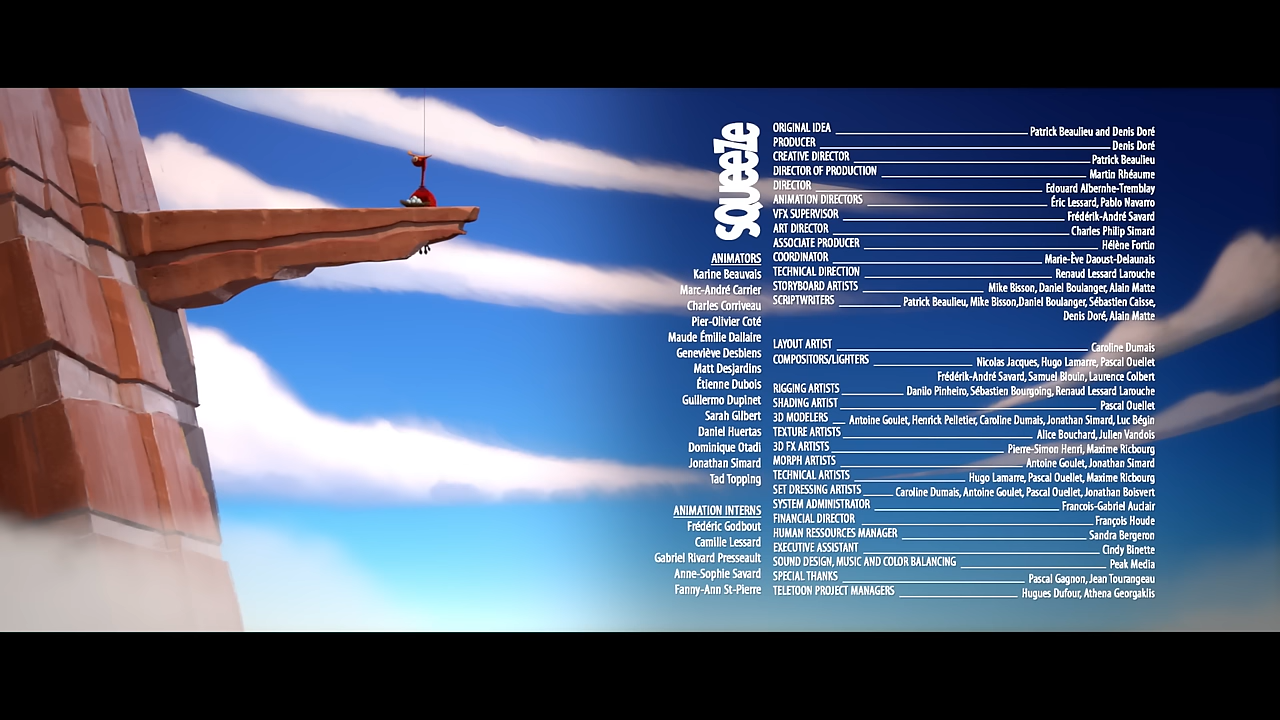 squeeze
ANIMATORS
Karine Beauvais
Marc-André Carrier
Charles Corriveau
Pier-Olivier Coté
Maude Émilie Dallaire
Geneviève Desbiens
Matt Desjardins
Étienne Dubois
Guillermo Dupinet
Sarah Gilbert
Daniel Huertas
Dominique Otadi
Jonathan Simard
Tad Topping
ANIMATION INTERNS
Frédéric Godbout
Camille Lessard
Gabriel Rivard Presseault
Anne-Sophie Savard
Fanny-Ann St-Pierre
ORIGINAL IDEA Patrick Beaulieu and Denis Doré
PRODUCER Denis Doré
CREATIVE DIRECTOR Patrick Beaulieu
DIRECTOR OF PRODUCTION Martin Rhéaume
DIRECTOR Edouard Albernhe-Tremblay
ANIMATION DIRECTORS Éric Lessard, Pablo Navarro
VFX SUPERVISOR Frédérik-André Savard
ART DIRECTOR Charles Philip Simard
ASSOCIATE PRODUCER Hélène Fortin
COORDINATOR Marie-Ève Daoust-Delaunais
TECHNICAL DIRECTION Renaud Lessard Larouche
STORYBOARD ARTISTS Mike Bisson, Daniel Boulanger, Alain Matte
SCRIPTWRITERS Patrick Beaulieu, Mike Bisson,Daniel Boulanger, Sébastien Caisse,
Denis Doré, Alain Matte
LAYOUT ARTIST Caroline Dumais
COMPOSITORS/LIGHTERS Nicolas Jacques, Hugo Lamarre, Pascal Ouellet
Frédérik-André Savard, Samuel Blouin, Laurence Colbert
RIGGING ARTISTS Danilo Pinheiro, Sébastien Bourgoing, Renaud Lessard Larouche
SHADING ARTIST Pascal Ouellet
3D MODELERS Antoine Goulet, Henrick Pelletier, Caroline Dumais, Jonathan Simard, Luc Bégin
TEXTURE ARTISTS Alice Bouchard, Julien Vandois
3D FX ARTISTS Pierre-Simon Henri, Maxime Ricbourg
MORPH ARTISTS Antoine Goulet, Jonathan Simard
TECHNICAL ARTISTS Hugo Lamarre, Pascal Ouellet, Maxime Ricbourg
SET DRESSING ARTISTS Caroline Dumais, Antoine Goulet, Pascal Ouellet, Jonathan Boisvert
SYSTEM ADMINISTRATOR Francois-Gabriel Auclair
FINANCIAL DIRECTOR François Houde
HUMAN RESSOURCES MANAGER Sandra Bergeron
EXECUTIVE ASSISTANT Cindy Binette
SOUND DESIGN, MUSIC AND COLOR BALANCING Peak Media
SPECIAL THANKS Pascal Gagnon, Jean Tourangeau
TELETOON PROJECT MANAGERS Hugues Dufour, Athena Georgaklis